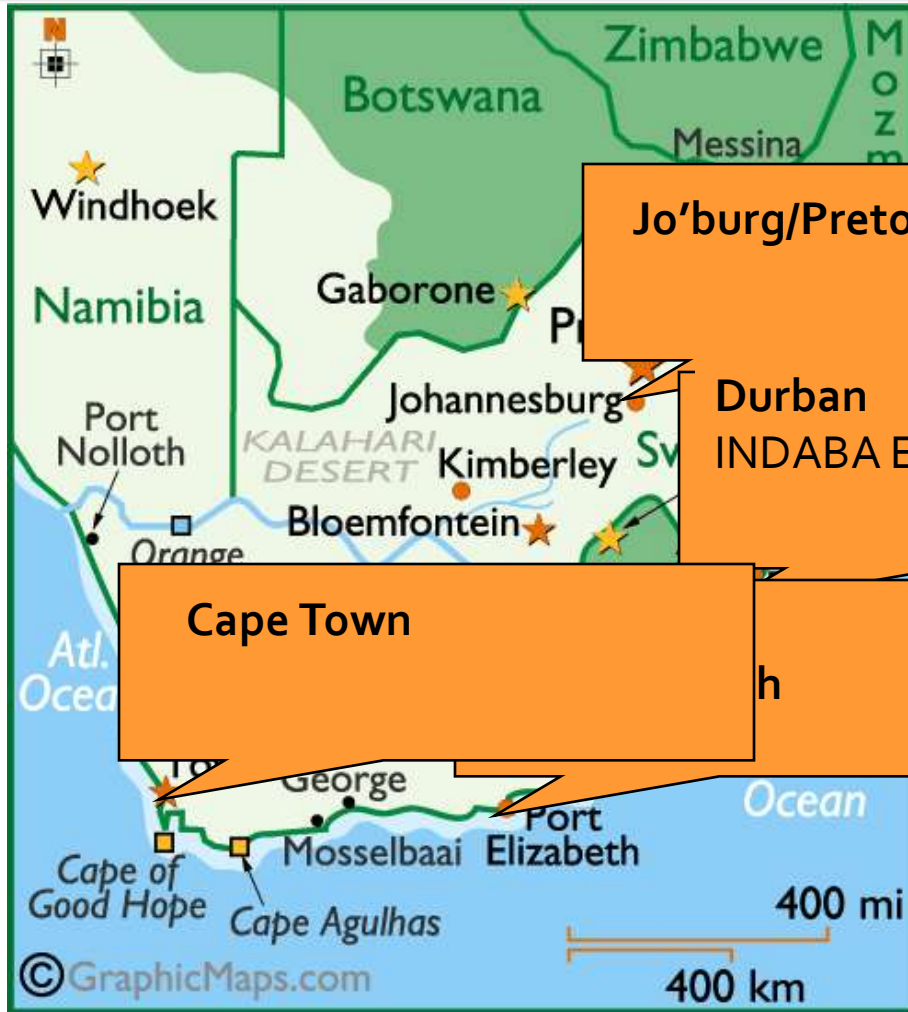 N
Zimbabwe
M
o
z
m
Botswana
Messina
Windhoek
Jo'burg/Preto
Gaborone
Namibia
Johannesburg
Durban
INDABA E
Port
Nolloth
KALAHARI
DESERT
Kimberley
Sw
Bloemfontein
Orange
Cape Town
Atl.
Ocea
h
George
Ocean
Port
Elizabeth
Mosselbaai
Cape of
Good Hope
Cape Agulhas
400 mi
400 km
©GraphicMaps.com